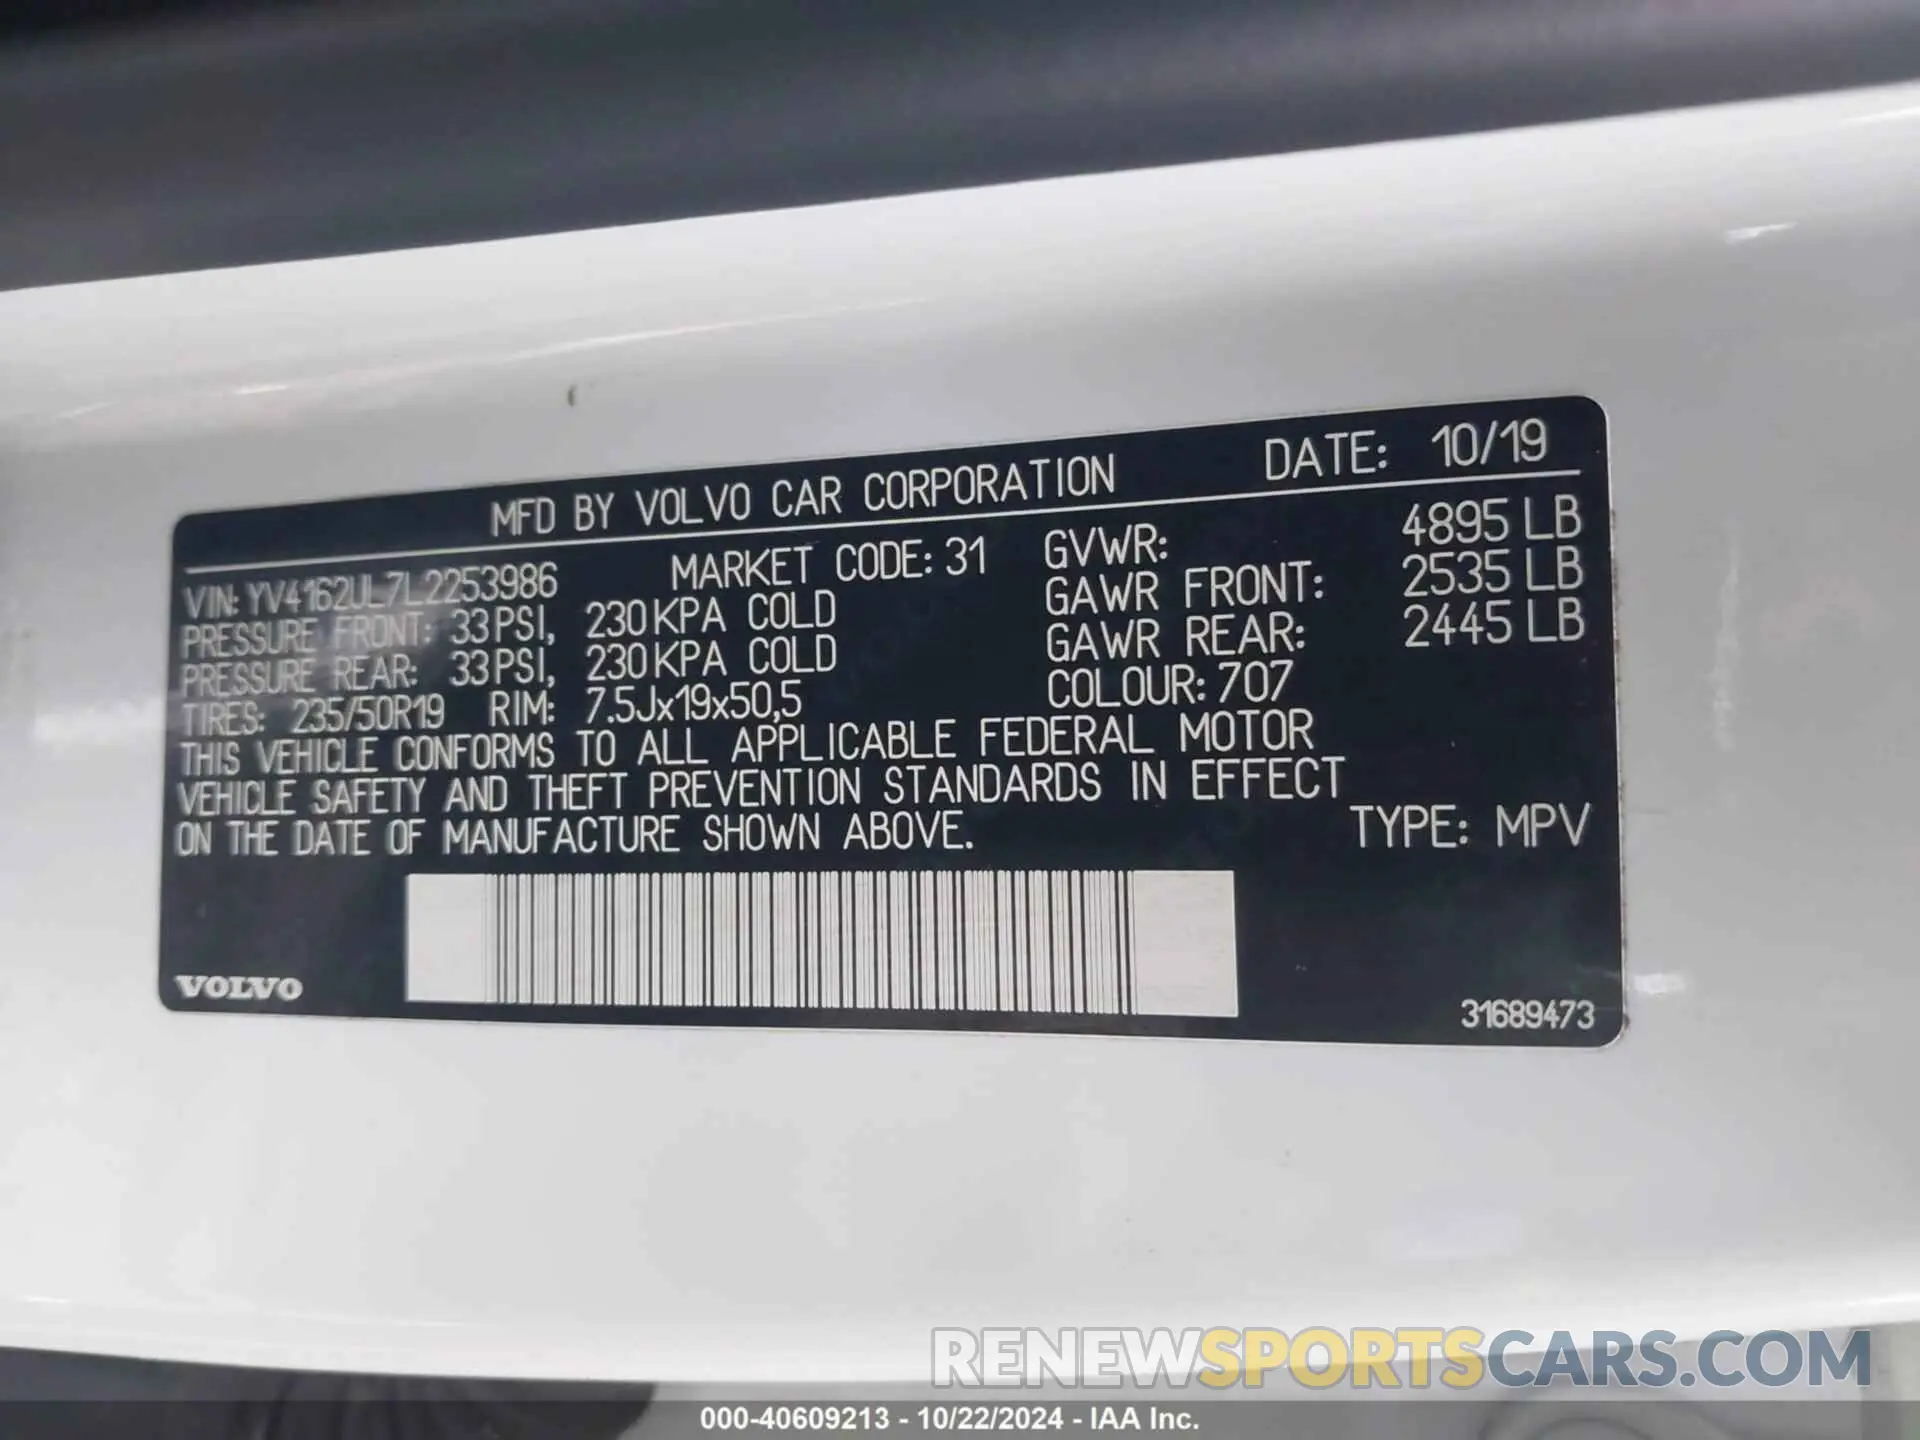 MFD BY VOLVO CAR CORPORATION DATE: 10/19
VIN: YV4162UL7L2253986 MARKET CODE: 31 GVWR: 4895 LB
PRESSURE FRONT: 33 PSI, 230 KPA COLD GAWR FRONT: 2535 LB
PRESSURE REAR: 33 PSI, 230 KPA COLD GAWR REAR: 2445 LB
TIRES: 235/50R19 RIM: 7.5Jx19x50,5 COLOUR: 707
THIS VEHICLE CONFORMS TO ALL APPLICABLE FEDERAL MOTOR
VEHICLE SAFETY AND THEFT PREVENTION STANDARDS IN EFFECT
ON THE DATE OF MANUFACTURE SHOWN ABOVE. TYPE: MPV
VOLVO
31689473
RENEWSPORTSCARS.COM
000-40609213 - 10/22/2024 - IAA Inc.